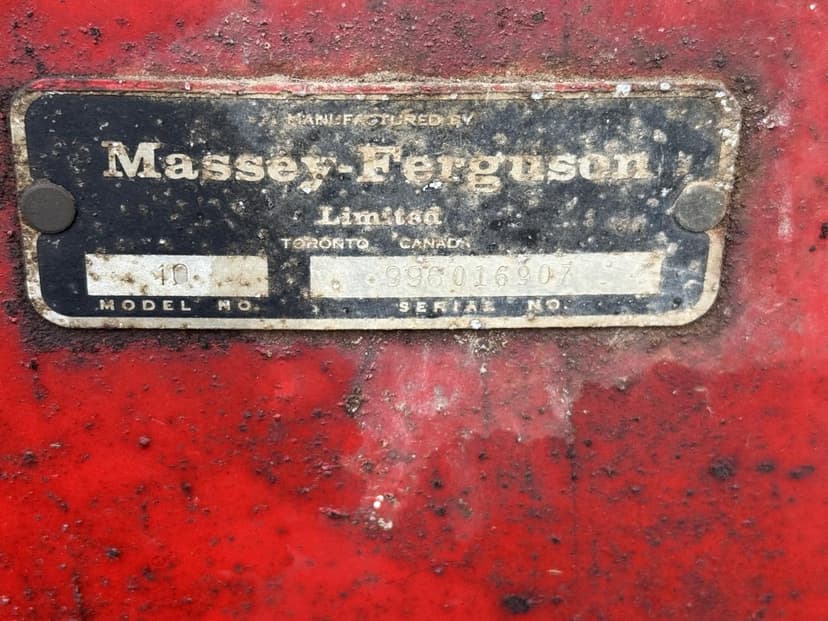 MANUFACTURED BY
Massey-Ferguson
Limited
TORONTO CANADA
10 996016907
MODEL NO. SERIAL NO.